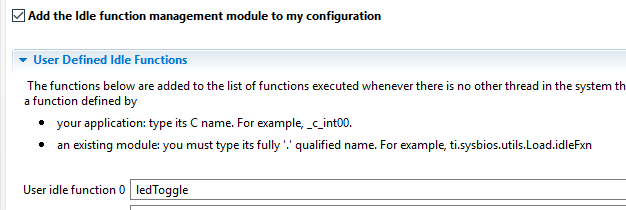 Add the Idle function management module to my configuration
User Defined Idle Functions
The functions below are added to the list of functions executed whenever there is no other thread in the system th
a function defined by
• your application: type its C name. For example, _c_int00.
• an existing module: you must type its fully '.' qualified name. For example, ti.sysbios.utils.Load.idleFxn
User idle function 0 ledToggle